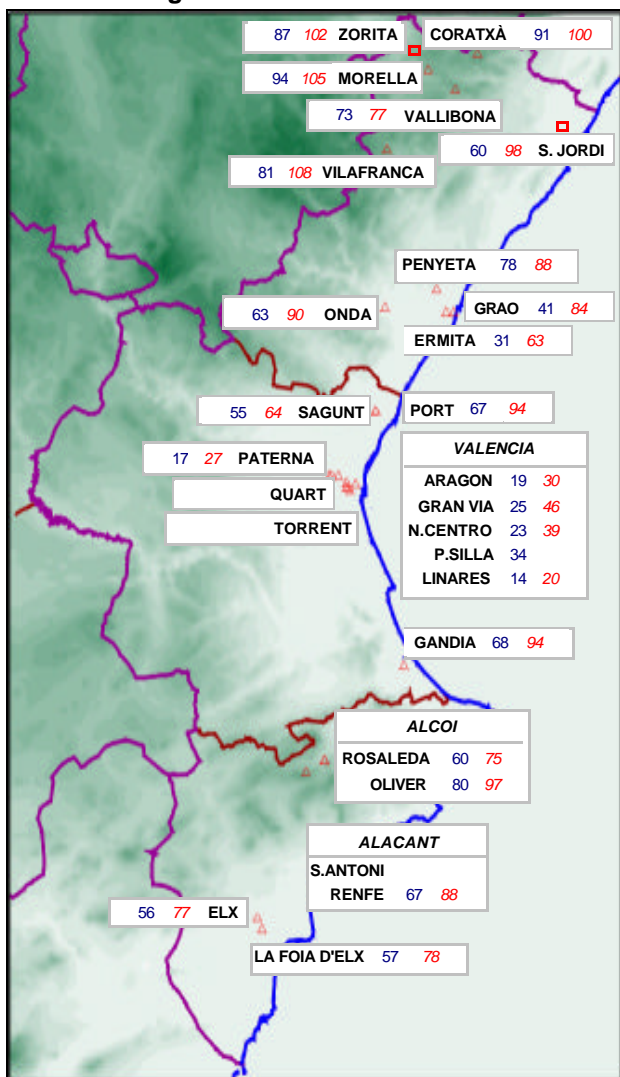 87 102 ZORITA
CORATXÀ 91 100
94 105 MORELLA
73 77 VALLIBONA
60 98 S. JORDI
81 108 VILAFRANCA
PENYETA 78 88
63 90 ONDA
GRAO 41 84
ERMITA 31 63
55 64 SAGUNT
PORT 67 94
17 27 PATERNA
QUART
TORRENT
VALENCIA
ARAGON 19 30
GRAN VIA 25 46
N.CENTRO 23 39
P.SILLA 34
LINARES 14 20
GANDIA 68 94
ALCOI
ROSALEDA 60 75
OLIVER 80 97
ALACANT
S.ANTONI
RENFE 67 88
56 77 ELX
LA FOIA D'ELX 57 78